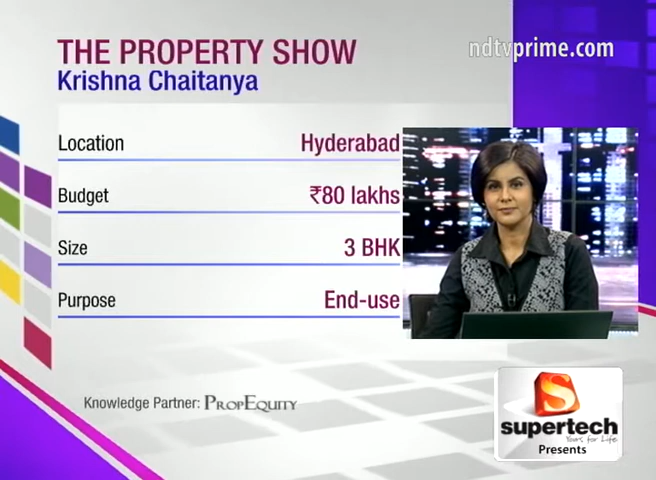 THE PROPERTY SHOW
ndtvprime.com
Krishna Chaitanya
Location Hyderabad
Budget ₹80 lakhs
Size 3 BHK
Purpose End-use
Knowledge Partner: PROPEQUITY
S
supertech
Yours for Life
Presents